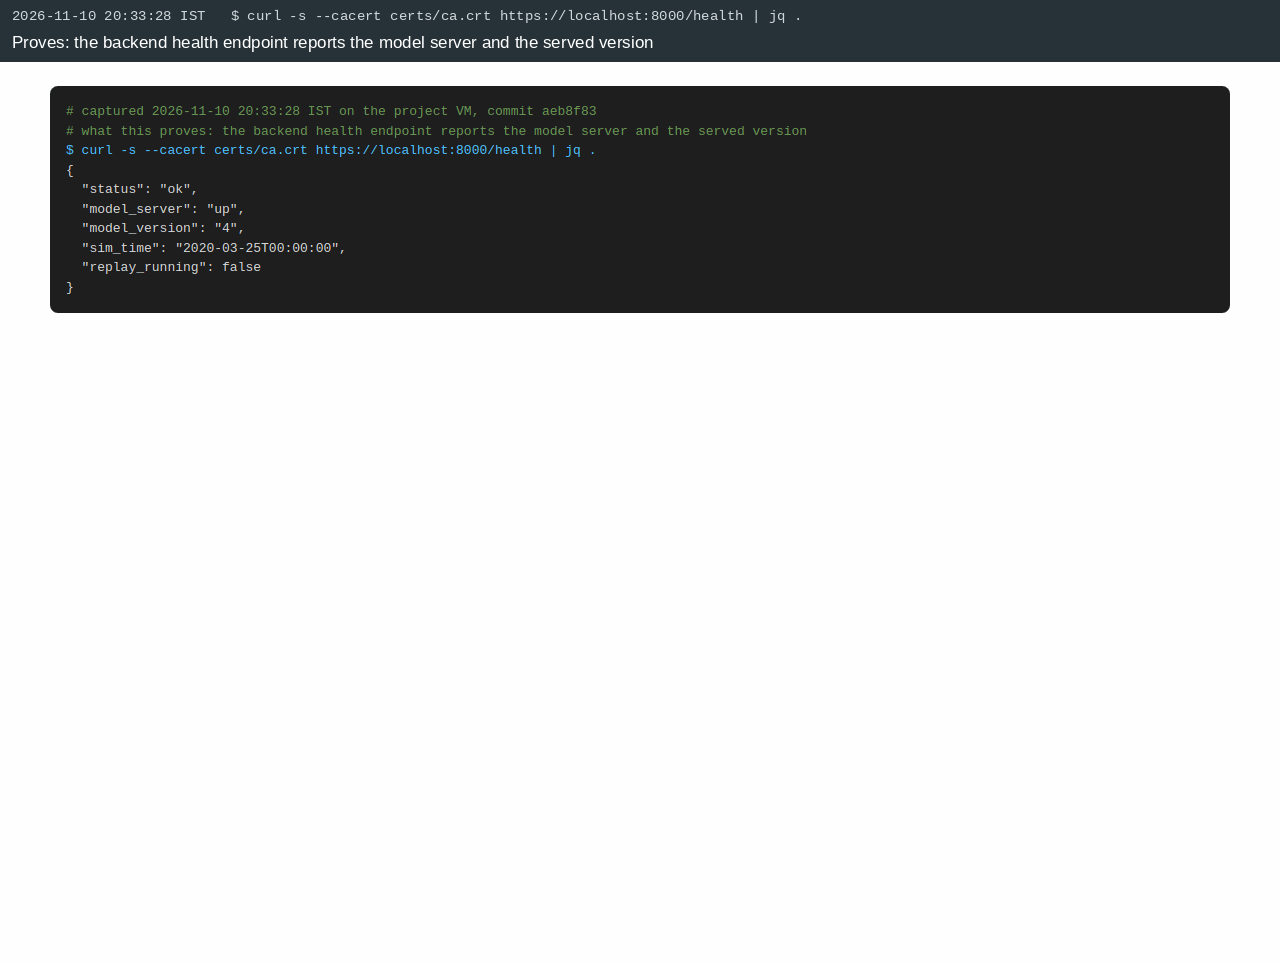 2026-11-10 20:33:28 IST   $ curl -s --cacert certs/ca.crt https://localhost:8000/health | jq .
Proves: the backend health endpoint reports the model server and the served version
# captured 2026-11-10 20:33:28 IST on the project VM, commit aeb8f83
# what this proves: the backend health endpoint reports the model server and the served version
$ curl -s --cacert certs/ca.crt https://localhost:8000/health | jq .
{
  "status": "ok",
  "model_server": "up",
  "model_version": "4",
  "sim_time": "2020-03-25T00:00:00",
  "replay_running": false
}